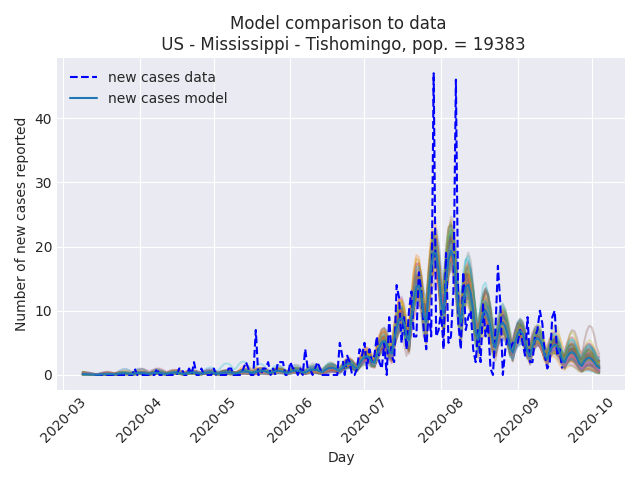 Model comparison to data
US - Mississippi - Tishomingo, pop. = 19383
new cases data
new cases model
Number of new cases reported
40
30
20
10
0
2020-03
2020-04
2020-05
2020-06
2020-07
2020-08
2020-09
2020-10
Day